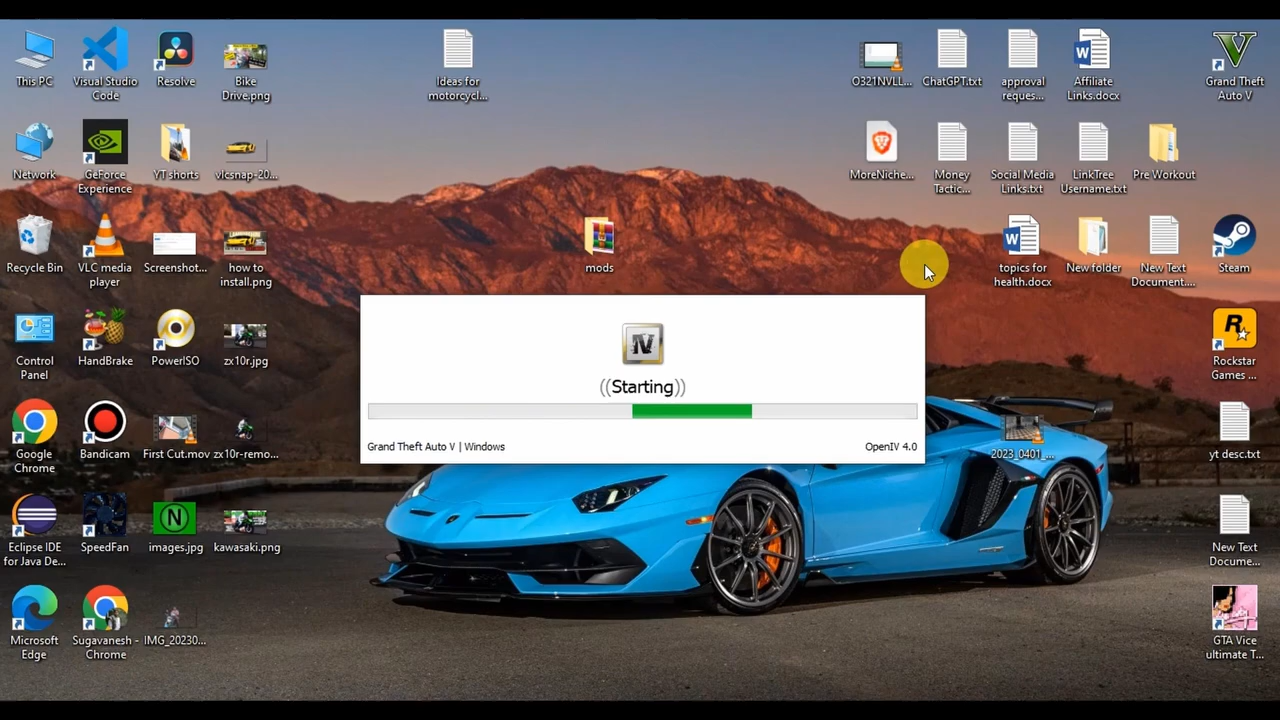 This PC
Visual Studio
Code
Resolve
Bike
Drive.png
Ideas for
motorcycl...
O321NVLL...
ChatGPT.txt
approval
reques...
Affiliate
Links.docx
Grand Theft
Auto V
Network
GeForce
Experience
YT shorts
vlcsnap-20...
MoreNiche...
Money
Tactic...
Social Media
Links.txt
LinkTree
Username.txt
Pre Workout
Recycle Bin
VLC media
player
Screenshot...
how to
install.png
mods
topics for
health.docx
New folder
New Text
Document....
Steam
Control
Panel
HandBrake
PowerISO
zx10r.jpg
Rockstar
Games ...
((Starting))
Grand Theft Auto V | Windows
OpenIV 4.0
Google
Chrome
Bandicam
First Cut.mov
zx10r-remo...
2023_0401_...
yt desc.txt
Eclipse IDE
for Java De...
SpeedFan
images.jpg
kawasaki.png
New Text
Docume...
Microsoft
Edge
Sugavanesh -
Chrome
IMG_20230...
GTA Vice
ultimate T...